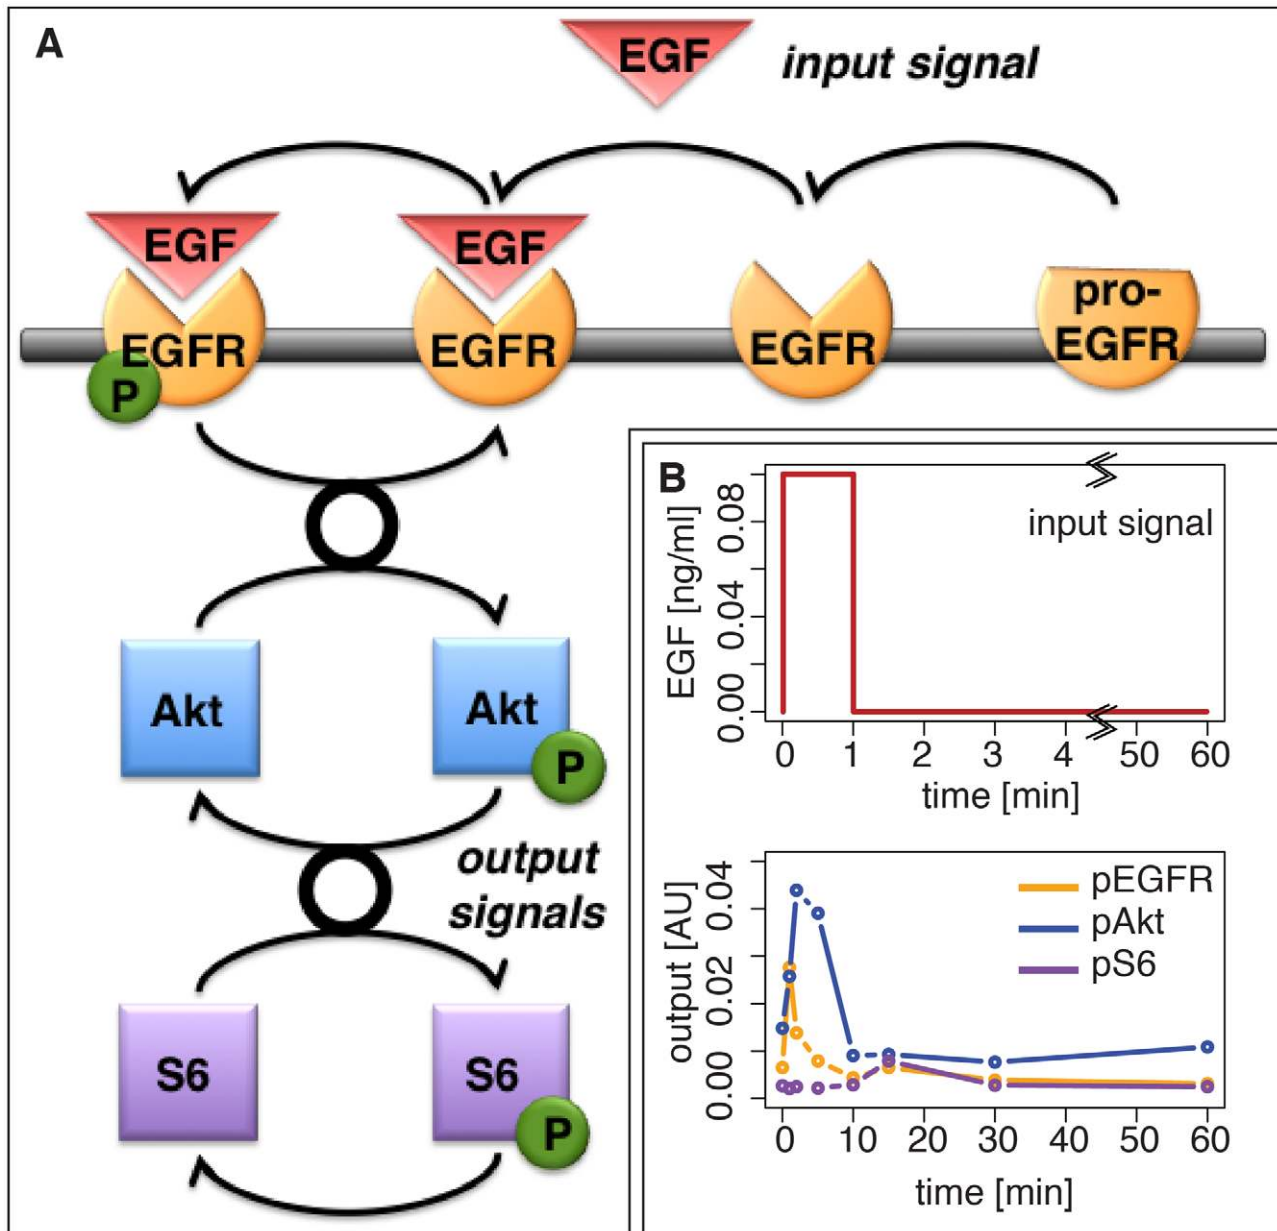 A
EGF
input signal
EGF
EGF
pro-
EGFR
EGFR
EGFR
EGFR
P
Akt
Akt
P
output
signals
S6
S6
P
B
EGF [ng/ml]
0.08
0.04
0.00
input signal
0 1 2 3 4 50 60
time [min]
output [AU]
0.04
0.02
0.00
pEGFR
pAkt
pS6
0 10 20 30 40 50 60
time [min]